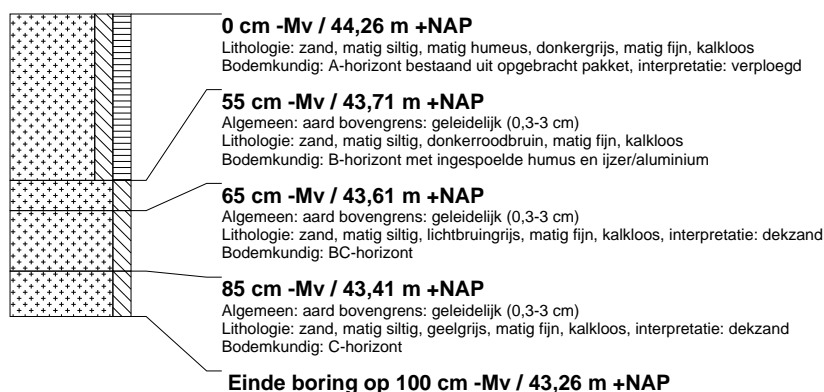 0 cm -Mv / 44,26 m +NAP
Lithologie: zand, matig siltig, matig humeus, donkergrijs, matig fijn, kalkloos
Bodemkundig: A-horizont bestaand uit opgebracht pakket, interpretatie: verploegd
55 cm -Mv / 43,71 m +NAP
Algemeen: aard bovengrens: geleidelijk (0,3-3 cm)
Lithologie: zand, matig siltig, donkerroodbruin, matig fijn, kalkloos
Bodemkundig: B-horizont met ingespoelde humus en ijzer/aluminium
65 cm -Mv / 43,61 m +NAP
Algemeen: aard bovengrens: geleidelijk (0,3-3 cm)
Lithologie: zand, matig siltig, lichtbruingrijs, matig fijn, kalkloos, interpretatie: dekzand
Bodemkundig: BC-horizont
85 cm -Mv / 43,41 m +NAP
Algemeen: aard bovengrens: geleidelijk (0,3-3 cm)
Lithologie: zand, matig siltig, geelgrijs, matig fijn, kalkloos, interpretatie: dekzand
Bodemkundig: C-horizont
Einde boring op 100 cm -Mv / 43,26 m +NAP